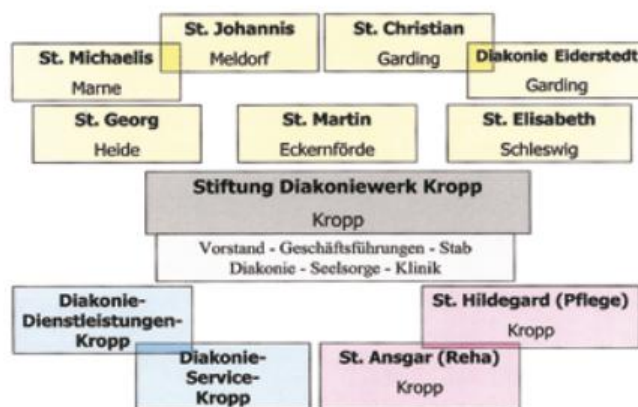 St. Johannis
Meldorf
St. Christian
Garding
St. Michaelis
Marne
Diakonie Eiderstedt
Garding
St. Georg
Heide
St. Martin
Eckernförde
St. Elisabeth
Schleswig
Stiftung Diakoniewerk Kropp
Kropp
Vorstand - Geschäftsführungen - Stab
Diakonie - Seelsorge - Klinik
Diakonie-
Dienstleistungen-
Kropp
St. Hildegard (Pflege)
Kropp
Diakonie-
Service-
Kropp
St. Ansgar (Reha)
Kropp